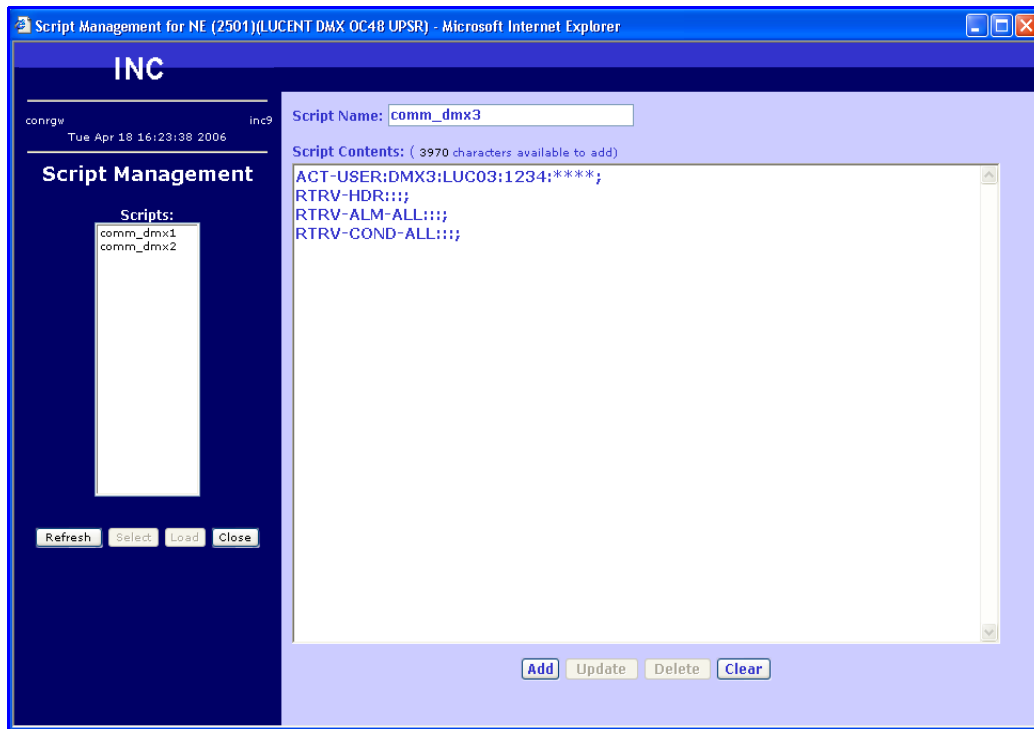 Script Management for NE (2501)(LUCENT DMX OC48 UPSR) - Microsoft Internet Explorer
INC
conrgw inc9
Tue Apr 18 16:23:38 2006
Script Management
Scripts:
comm_dmx1
comm_dmx2
Refresh Select Load Close
Script Name: comm_dmx3
Script Contents: ( 3970 characters available to add)
ACT-USER:DMX3:LUC03:1234:****;
RTRV-HDR:::;
RTRV-ALM-ALL:::;
RTRV-COND-ALL:::;
Add Update Delete Clear